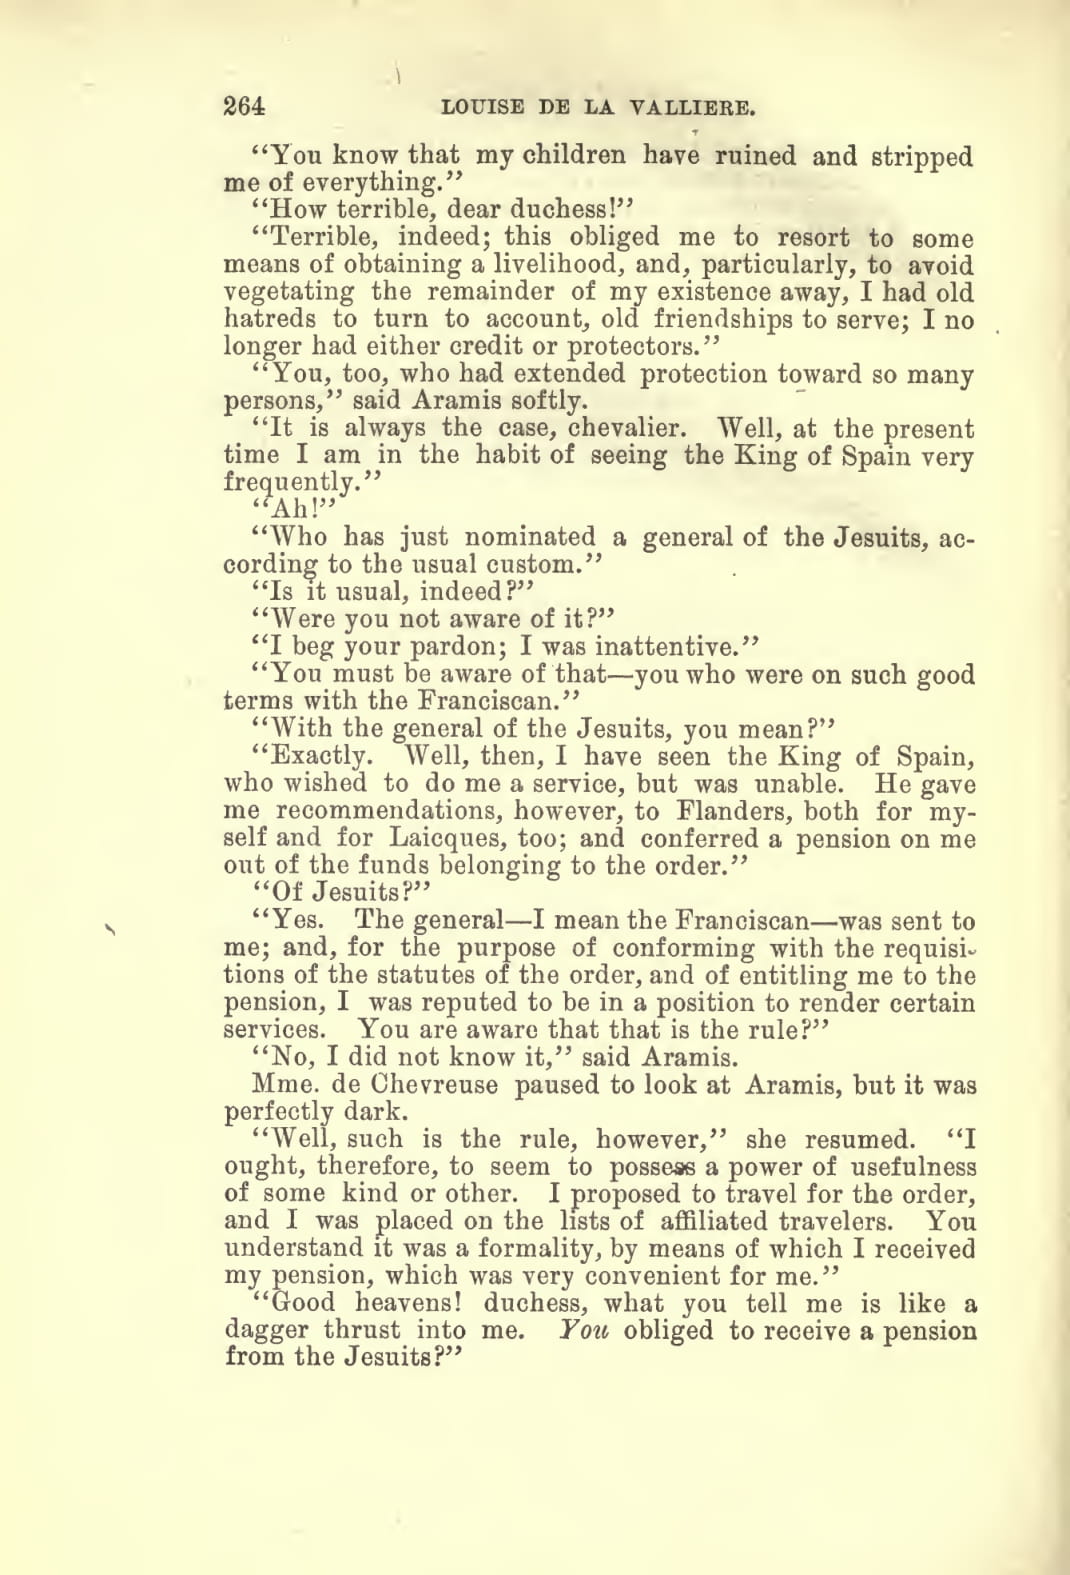 264 LOUISE DE LA VALLIERE.
“You know that my children have ruined and stripped
me of everything.”
“How terrible, dear duchess!”
“Terrible, indeed; this obliged me to resort to some
means of obtaining a livelihood, and, particularly, to avoid
vegetating the remainder of my existence away, I had old
hatreds to turn to account, old friendships to serve; I no
longer had either credit or protectors.”
“You, too, who had extended protection toward so many
persons,” said Aramis softly.
“It is always the case, chevalier. Well, at the present
time I am in the habit of seeing the King of Spain very
frequently.”
“Ah!”
“Who has just nominated a general of the Jesuits, ac-
cording to the usual custom.”
“Is it usual, indeed?”
“Were you not aware of it?”
“I beg your pardon; I was inattentive.”
“You must be aware of that—you who were on such good
terms with the Franciscan.”
“With the general of the Jesuits, you mean?”
“Exactly. Well, then, I have seen the King of Spain,
who wished to do me a service, but was unable. He gave
me recommendations, however, to Flanders, both for my-
self and for Laicques, too; and conferred a pension on me
out of the funds belonging to the order.”
“Of Jesuits?”
“Yes. The general—I mean the Franciscan—was sent to
me; and, for the purpose of conforming with the requisi-
tions of the statutes of the order, and of entitling me to the
pension, I was reputed to be in a position to render certain
services. You are aware that that is the rule?”
“No, I did not know it,” said Aramis.
Mme. de Chevreuse paused to look at Aramis, but it was
perfectly dark.
“Well, such is the rule, however,” she resumed. “I
ought, therefore, to seem to possess a power of usefulness
of some kind or other. I proposed to travel for the order,
and I was placed on the lists of affiliated travelers. You
understand it was a formality, by means of which I received
my pension, which was very convenient for me.”
“Good heavens! duchess, what you tell me is like a
dagger thrust into me. You obliged to receive a pension
from the Jesuits?”